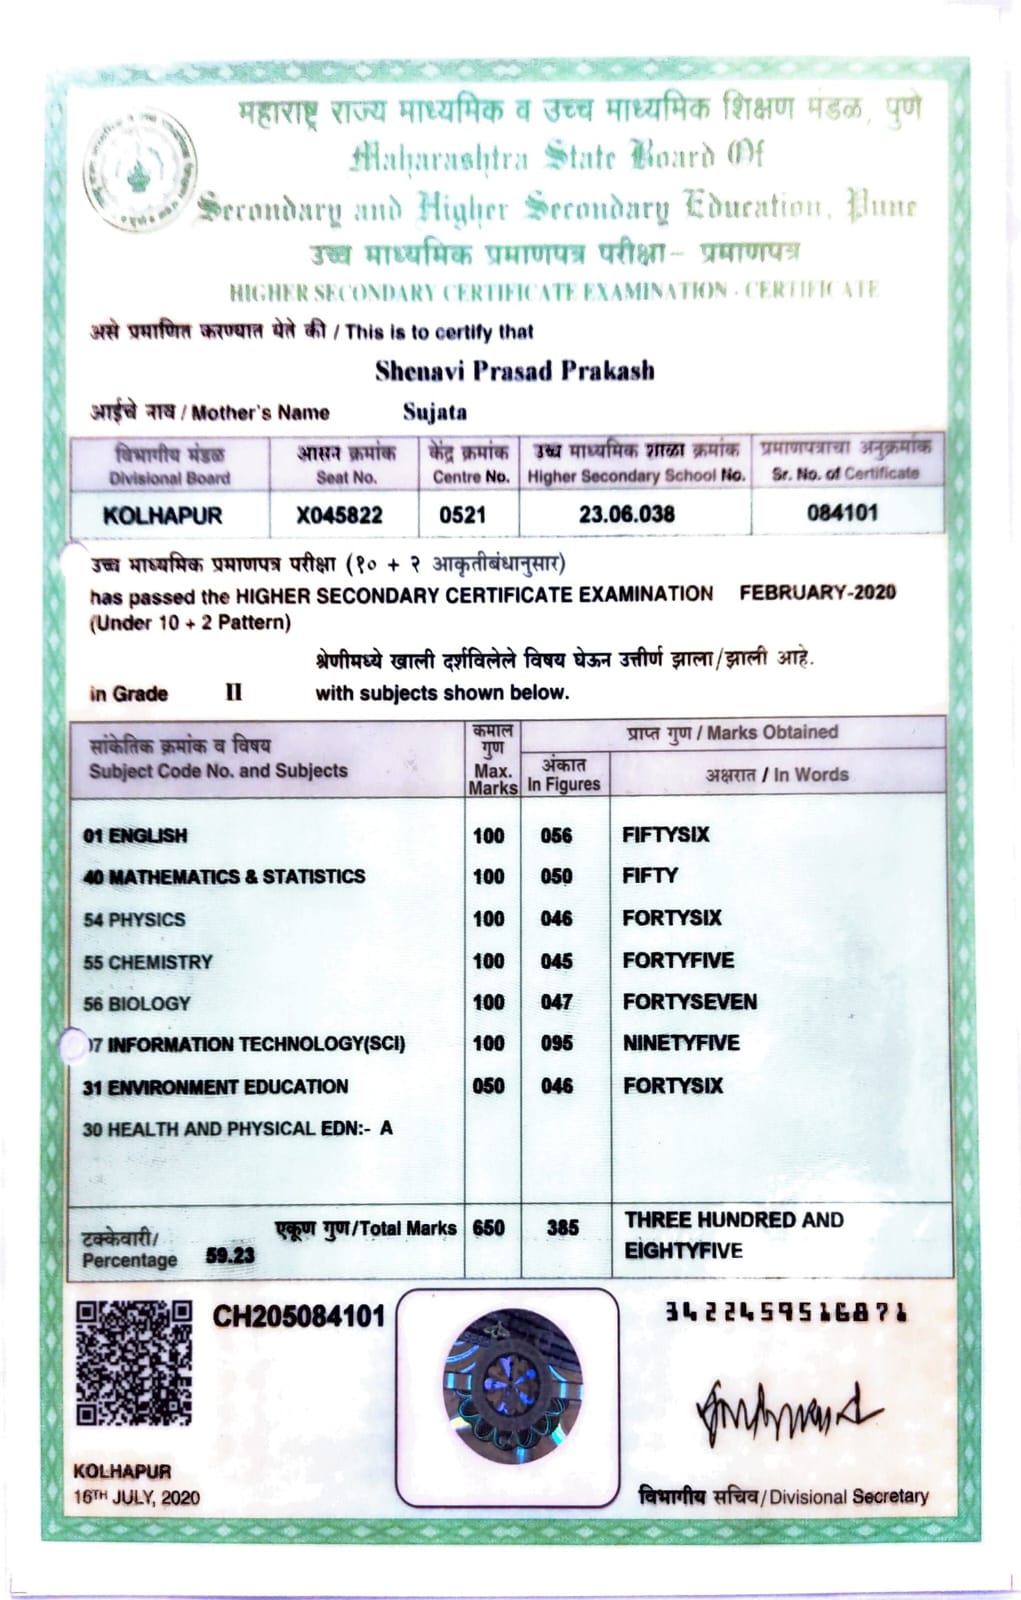 महाराष्ट्र राज्य माध्यमिक व उच्च माध्यमिक शिक्षण मंडळ, पुणे
Maharashtra State Board Of
Secondary and Higher Secondary Education, Pune
उच्च माध्यमिक प्रमाणपत्र परीक्षा – प्रमाणपत्र
HIGHER SECONDARY CERTIFICATE EXAMINATION - CERTIFICATE
असे प्रमाणित करण्यात येते की / This is to certify that
Shenavi Prasad Prakash
आईचे नाव / Mother's Name Sujata
विभागीय मंडळ आसन क्रमांक केंद्र क्रमांक उच्च माध्यमिक शाळा क्रमांक प्रमाणपत्राचा अनुक्रमांक
Divisional Board Seat No. Centre No. Higher Secondary School No. Sr. No. of Certificate
KOLHAPUR X045822 0521 23.06.038 084101
उच्च माध्यमिक प्रमाणपत्र परीक्षा (१० + २ आकृतीबंधानुसार)
has passed the HIGHER SECONDARY CERTIFICATE EXAMINATION FEBRUARY-2020
(Under 10 + 2 Pattern)
श्रेणीमध्ये खाली दर्शविलेले विषय घेऊन उत्तीर्ण झाला/झाली आहे.
in Grade II with subjects shown below.
सांकेतिक क्रमांक व विषय
Subject Code No. and Subjects
कमाल
गुण
Max.
Marks
प्राप्त गुण / Marks Obtained
अंकात
In Figures
अक्षरात / In Words
01 ENGLISH 100 056 FIFTYSIX
40 MATHEMATICS & STATISTICS 100 050 FIFTY
54 PHYSICS 100 046 FORTYSIX
55 CHEMISTRY 100 045 FORTYFIVE
56 BIOLOGY 100 047 FORTYSEVEN
7 INFORMATION TECHNOLOGY(SCI) 100 095 NINETYFIVE
31 ENVIRONMENT EDUCATION 050 046 FORTYSIX
30 HEALTH AND PHYSICAL EDN:- A
टक्केवारी/
Percentage 59.23
एकूण गुण/Total Marks 650 385 THREE HUNDRED AND
EIGHTYFIVE
CH205084101
3422459516871
KOLHAPUR
16TH JULY, 2020
विभागीय सचिव/Divisional Secretary